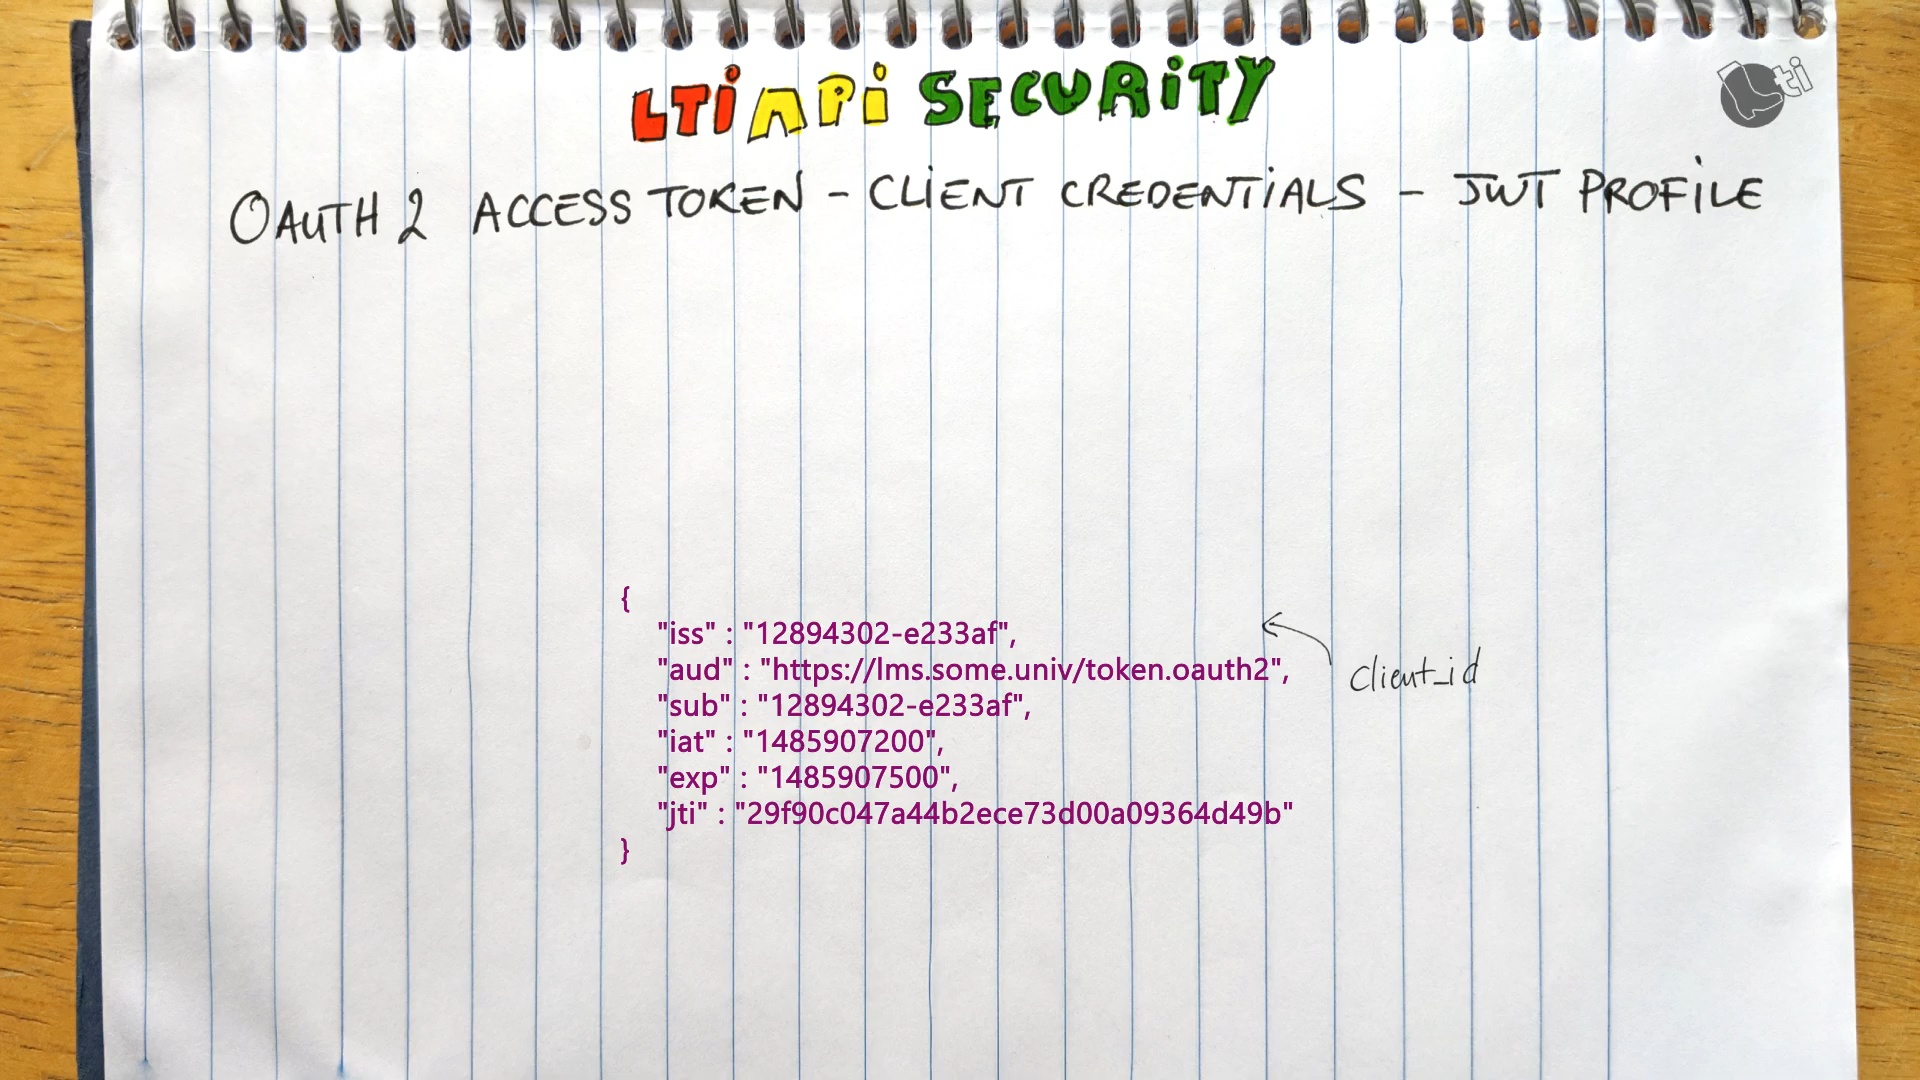 LTI API SECURITY
lti
OAUTH 2 ACCESS TOKEN - CLIENT CREDENTIALS - JWT PROFILE
{
"iss" : "12894302-e233af",
"aud" : "https://lms.some.univ/token.oauth2",
client_id
"sub" : "12894302-e233af",
"iat" : "1485907200",
"exp" : "1485907500",
"jti" : "29f90c047a44b2ece73d00a09364d49b"
}